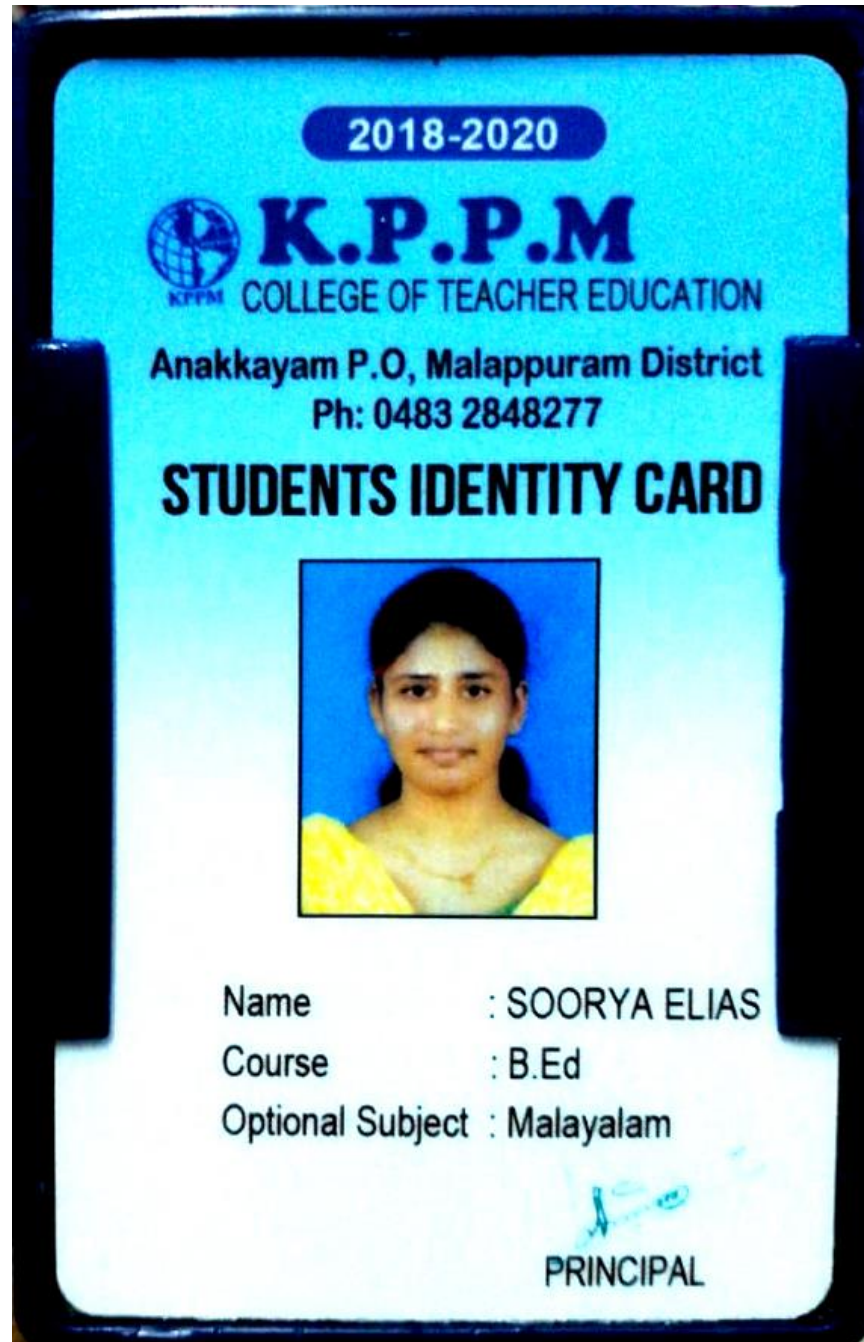 2018-2020
K.P.P.M
KPPM
COLLEGE OF TEACHER EDUCATION
Anakkayam P.O, Malappuram District
Ph: 0483 2848277
STUDENTS IDENTITY CARD
Name : SOORYA ELIAS
Course : B.Ed
Optional Subject : Malayalam
PRINCIPAL